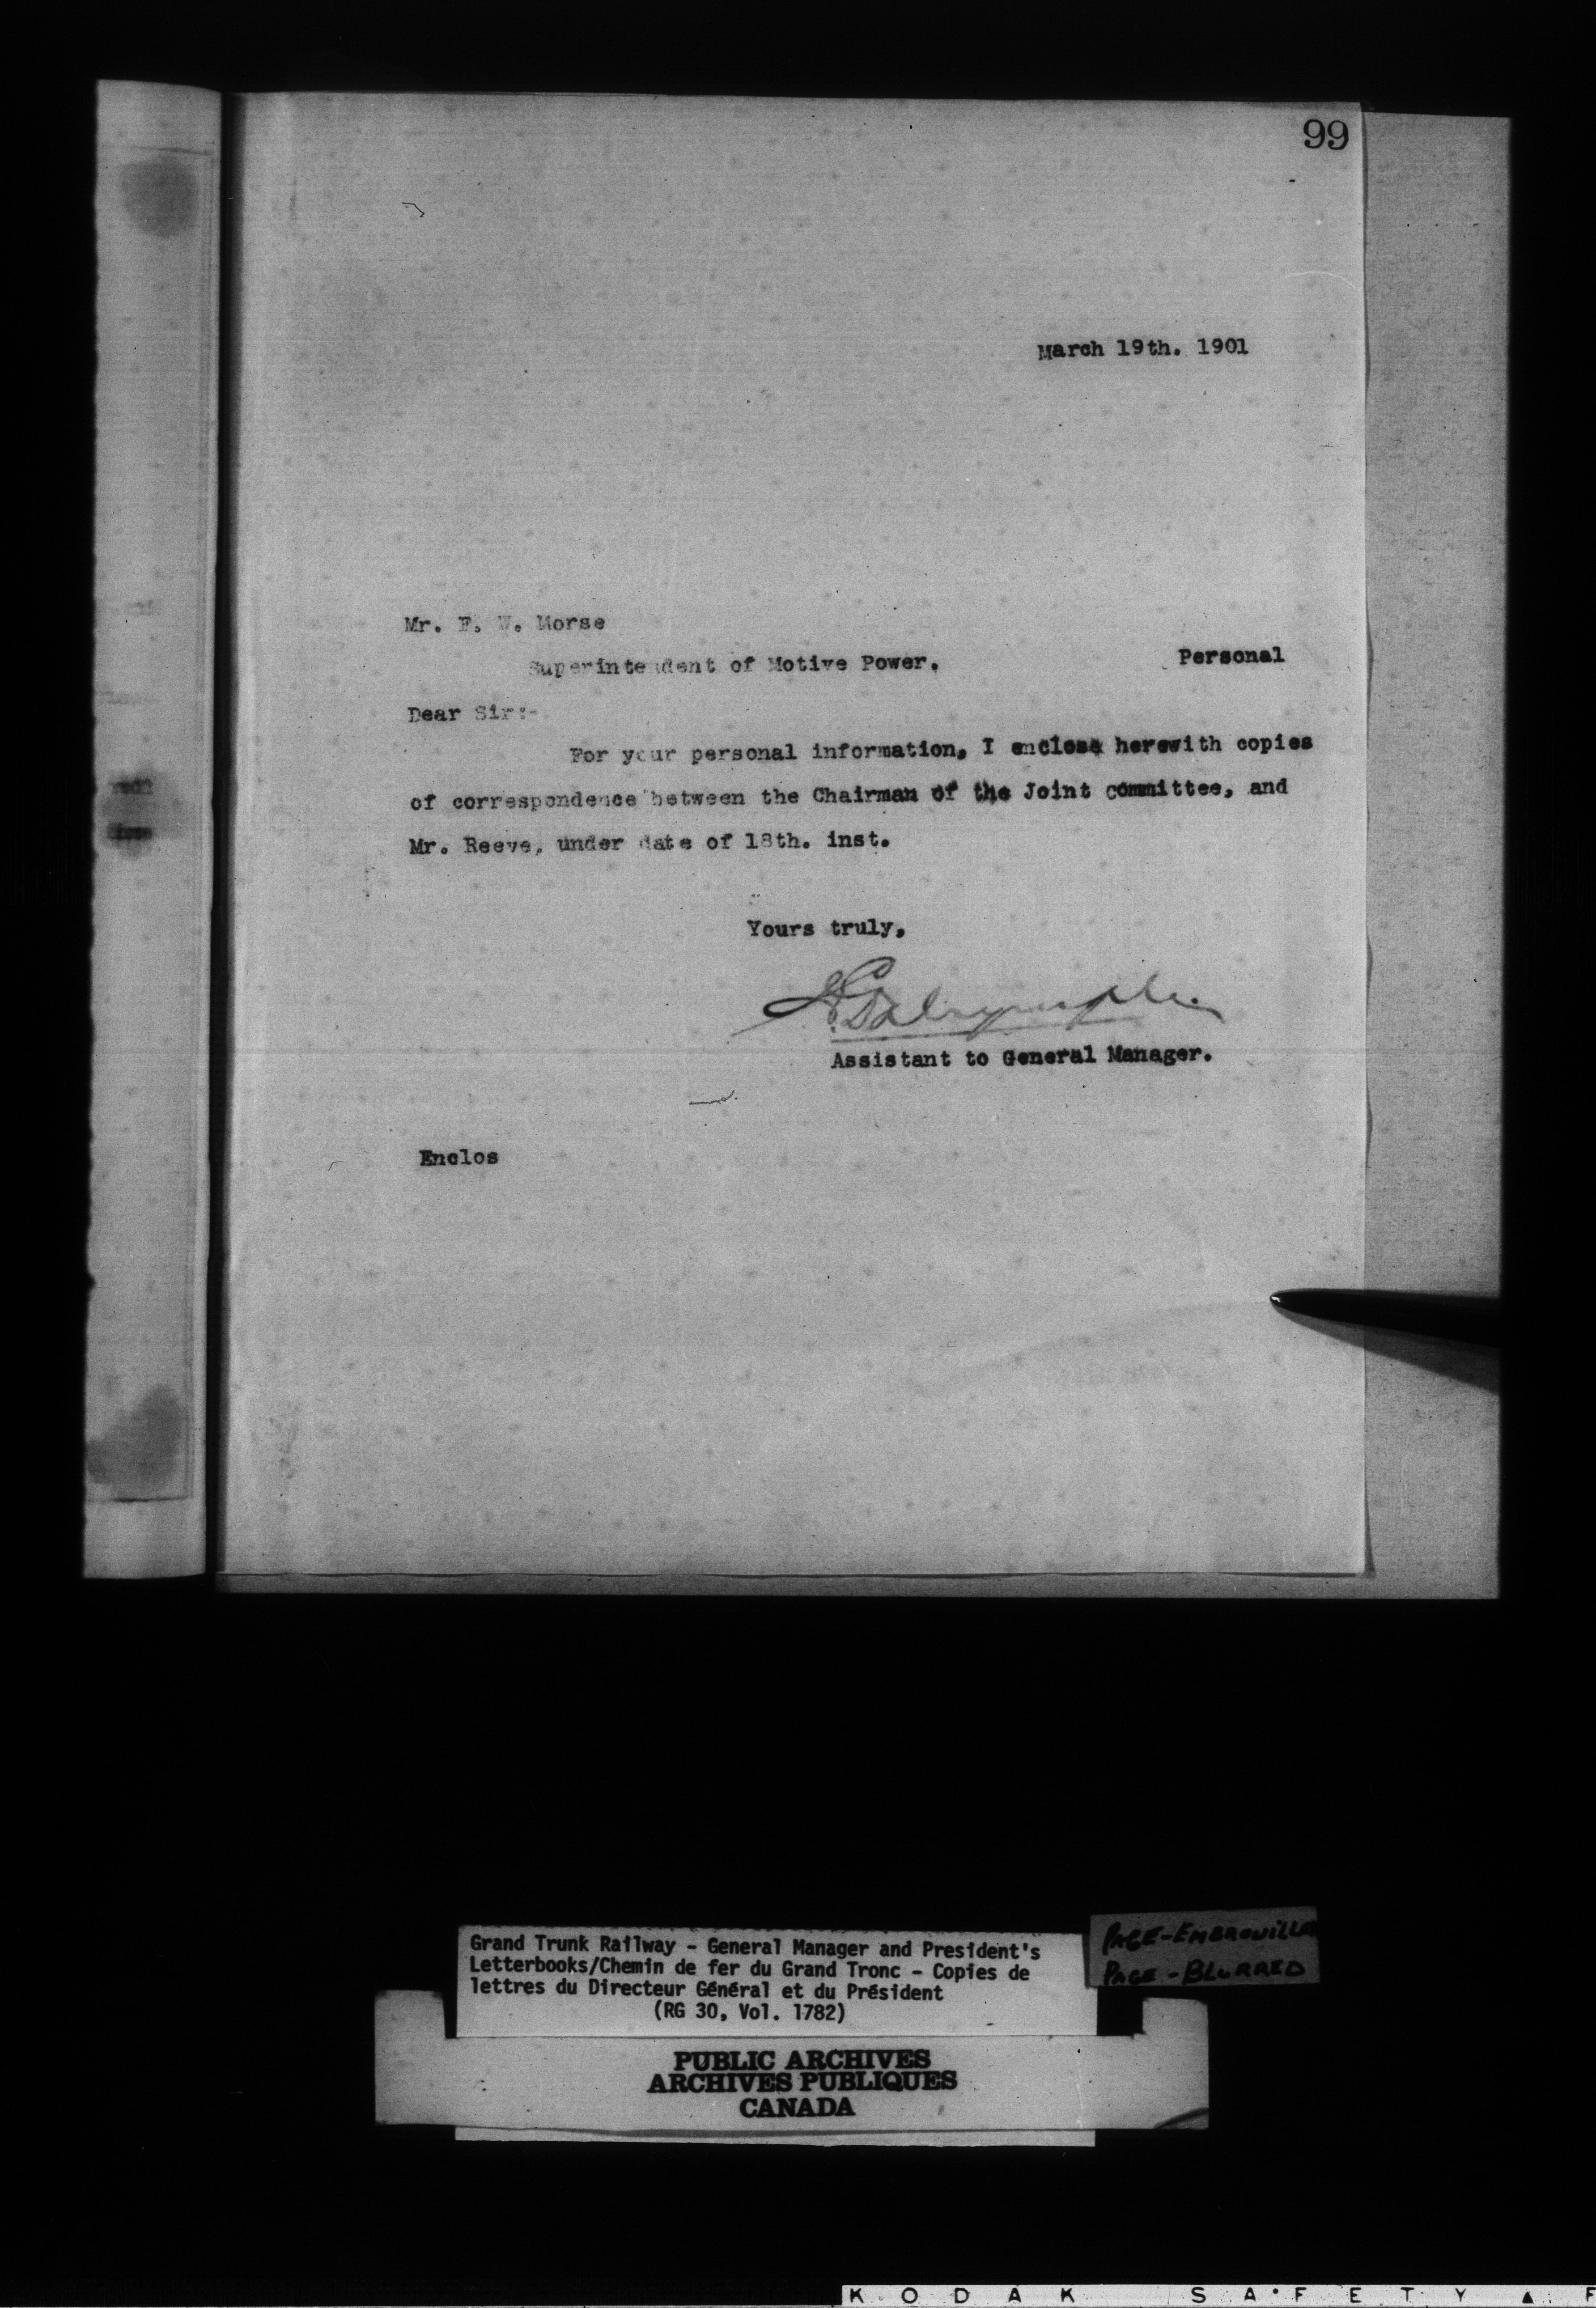 99
March 19th. 1901
Mr. F. W. Morse
Superintendent of Motive Power.
Personal
Dear Sir:-
For your personal information, I enclose herewith copies
of correspondence between the Chairman of the Joint committee, and
Mr. Reeve, under date of 18th. inst.
Yours truly,
Dalrymple
Assistant to General Manager.
Enclos
Grand Trunk Railway - General Manager and President's
Letterbooks/Chemin de fer du Grand Tronc - Copies de
lettres du Directeur Général et du Président
(RG 30, Vol. 1782)
PAGE-EMBROUILLE
PAGE-BLURRED
PUBLIC ARCHIVES
ARCHIVES PUBLIQUES
CANADA
KODAK SAFETY F